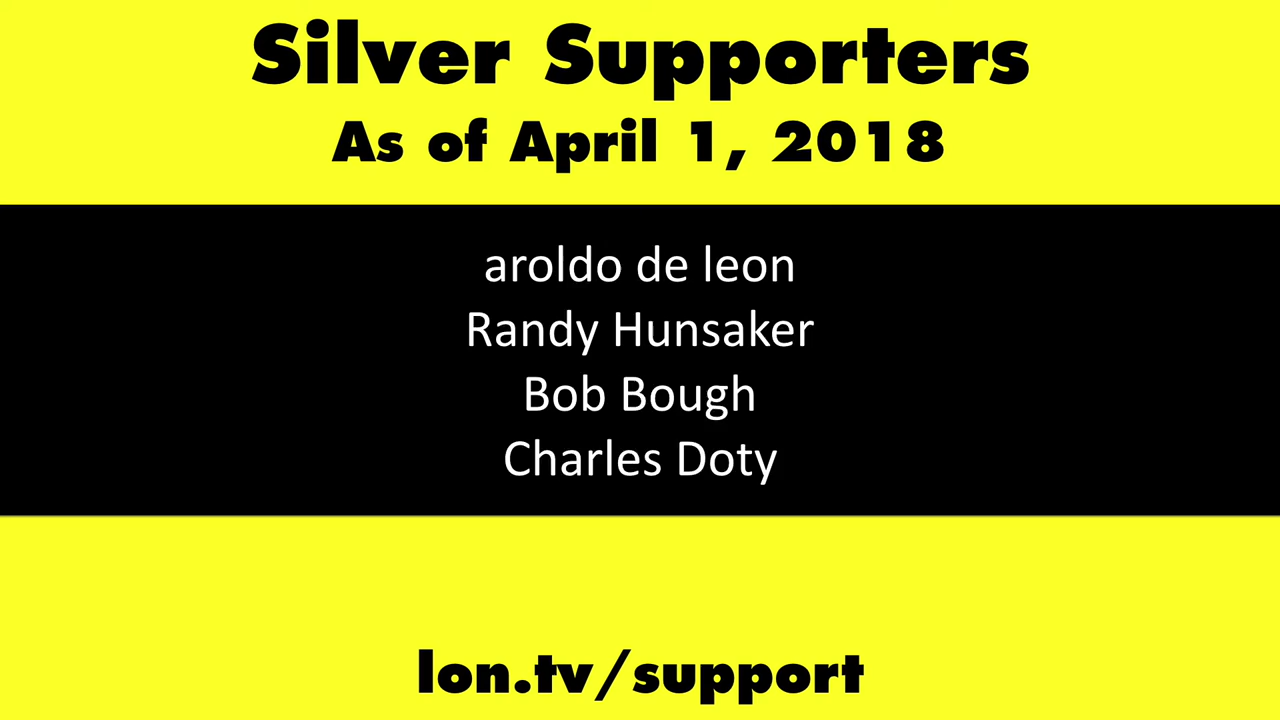 Silver Supporters
As of April 1, 2018
aroldo de leon
Randy Hunsaker
Bob Bough
Charles Doty
lon.tv/support